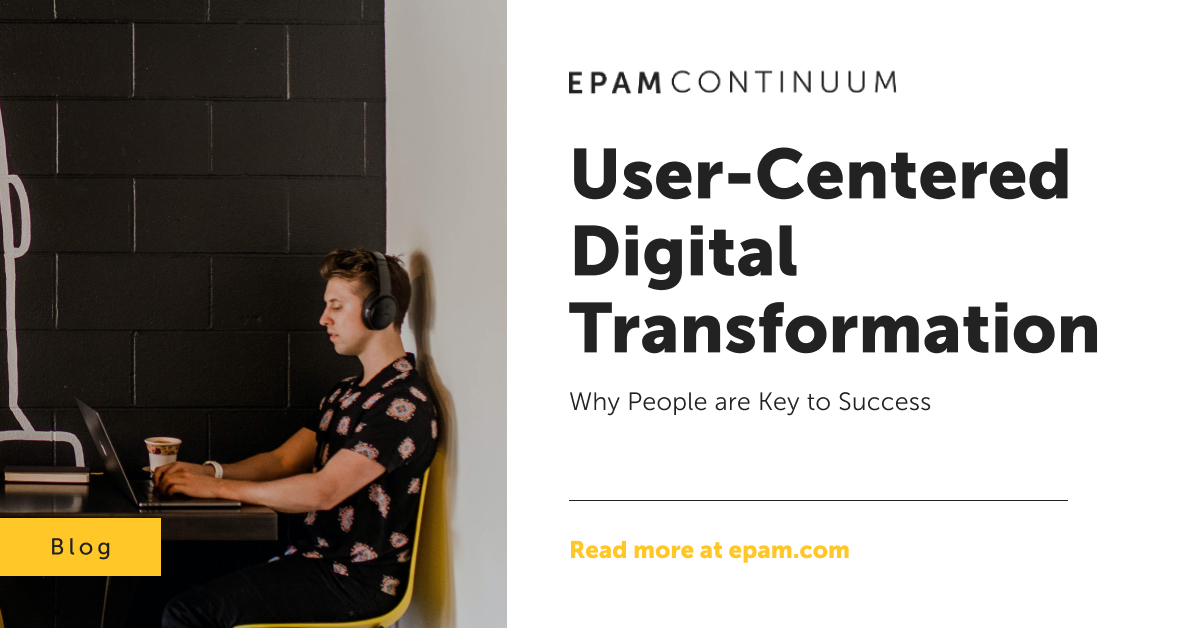 EPAM CONTINUUM
User-Centered
Digital
Transformation
Why People are Key to Success
Read more at epam.com
Blog